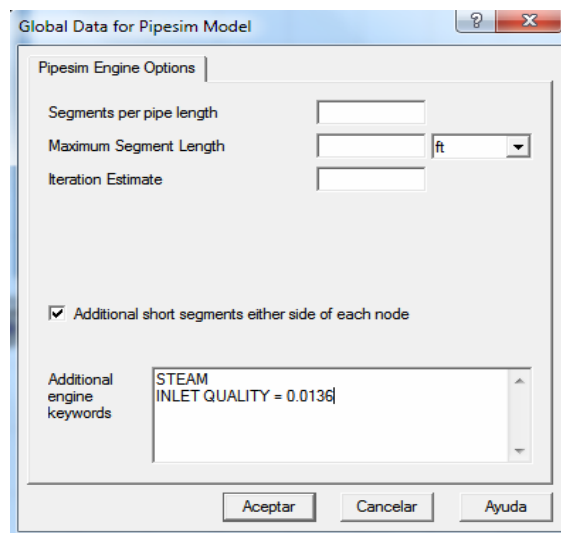 Global Data for Pipesim Model
Pipesim Engine Options
Segments per pipe length
Maximum Segment Length ft
Iteration Estimate
Additional short segments either side of each node
Additional
engine
keywords
STEAM
INLET QUALITY = 0.0136
Aceptar Cancelar Ayuda